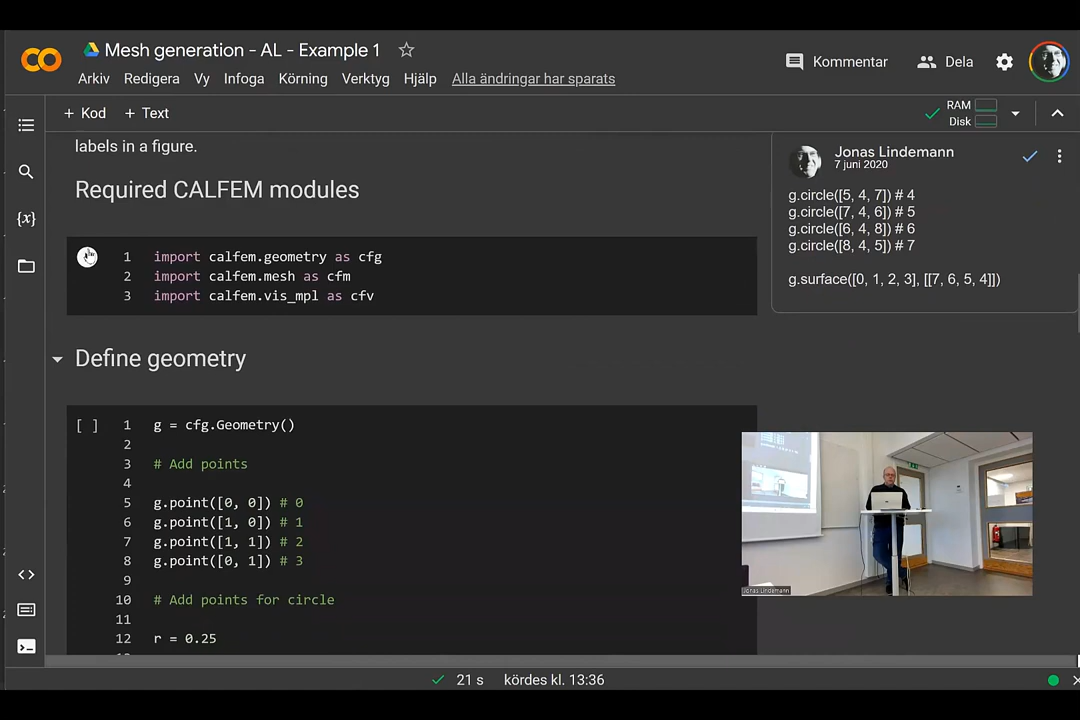 Mesh generation - AL - Example 1
Arkiv Redigera Vy Infoga Körning Verktyg Hjälp Alla ändringar har sparats
Kommentar
Dela
+ Kod + Text
RAM
Disk
labels in a figure.
Required CALFEM modules
1 import calfem.geometry as cfg
2 import calfem.mesh as cfm
3 import calfem.vis_mpl as cfv
Jonas Lindemann
7 juni 2020
g.circle([5, 4, 7]) # 4
g.circle([7, 4, 6]) # 5
g.circle([6, 4, 8]) # 6
g.circle([8, 4, 5]) # 7
g.surface([0, 1, 2, 3], [[7, 6, 5, 4]])
Define geometry
[ ] 1 g = cfg.Geometry()
2
3 # Add points
4
5 g.point([0, 0]) # 0
6 g.point([1, 0]) # 1
7 g.point([1, 1]) # 2
8 g.point([0, 1]) # 3
9
10 # Add points for circle
11
12 r = 0.25
Jonas Lindemann
21 s kördes kl. 13:36